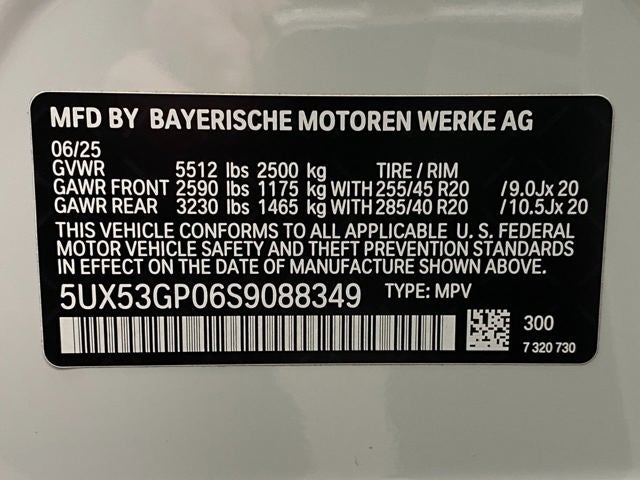 MFD BY BAYERISCHE MOTOREN WERKE AG
06/25
GVWR 5512 lbs 2500 kg TIRE / RIM
GAWR FRONT 2590 lbs 1175 kg WITH 255/45 R20 /9.0Jx 20
GAWR REAR 3230 lbs 1465 kg WITH 285/40 R20 /10.5Jx 20
THIS VEHICLE CONFORMS TO ALL APPLICABLE U. S. FEDERAL
MOTOR VEHICLE SAFETY AND THEFT PREVENTION STANDARDS
IN EFFECT ON THE DATE OF MANUFACTURE SHOWN ABOVE.
5UX53GP06S9088349 TYPE: MPV
300
7 320 730